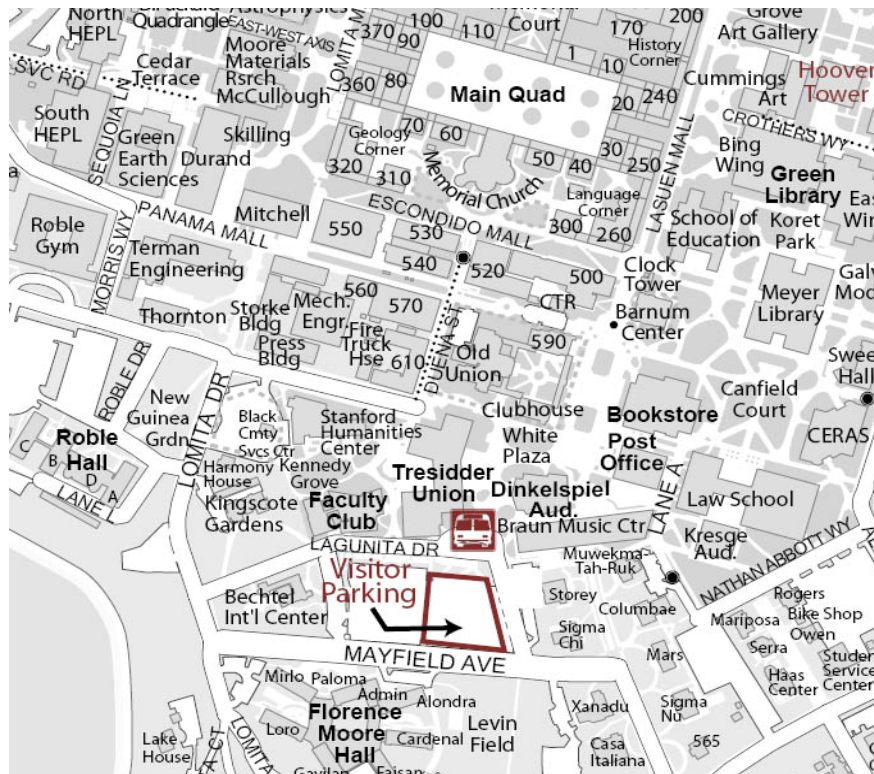 North
HEPL
Quadrangle
Astrophysics
EAST-WEST AXIS
Moore
Materials
Rsrch
McCullough
Cedar
Terrace
SVC RD
South
HEPL
SEQUOIA LN
Green
Earth
Sciences
Durand
Skilling
370
90
100
110
Memorial
Court
170
200
History
Corner
1
10
Grove
Art Gallery
LOMITA
360
80
Main Quad
20
240
Cummings
Art
Hoover
Tower
CROTHERS WY
70
60
Geology
Corner
320
310
Memorial Church
50
40
30
250
Language
Corner
LASUEN MALL
Bing
Wing
Green
Library
East
Koret
Park
Roble
Gym
MORRIS WY
PANAMA MALL
Mitchell
550
530
ESCONDIDO MALL
300
260
School of
Education
Terman
Engineering
540
520
500
Clock
Tower
Meyer
Library
Thornton
Storke
Bldg
Mech.
Engr.
560
570
CTR
Barnum
Center
Press
Bldg
Fire
Truck
Hse
610
DUENA ST
Old
Union
590
Canfield
Court
Hall
ROBLE DR
New
Guinea
Grdn
LOMITA DR
Black
Cmty
Svcs Ctr
Stanford
Humanities
Center
Clubhouse
White
Plaza
Bookstore
Post
Office
CERAS
Roble
Hall
C
B
D
A
LANE L
Harmony
House
Kennedy
Grove
Kingscote
Gardens
Faculty
Club
Tresidder
Union
Dinkelspiel
Aud.
Braun Music Ctr
LANE A
Law School
Kresge
Aud.
LAGUNITA DR
Muwekma-
Tah-Ruk
NATHAN ABBOTT WY
Visitor
Parking
Bechtel
Int'l Center
Storey
Columbae
Sigma
Chi
Mariposa
Rogers
Bike Shop
Owen
Serra
MAYFIELD AVE
Mars
Haas
Center
Student
Service
Center
Mirlo
Paloma
Admin
Alondra
Loro
Florence
Moore
Hall
Cardenal
Levin
Field
Xanadu
Sigma
Nu
565
Lake
House
LOMITA
CT
Gavilan
Faisan
Casa
Italiana